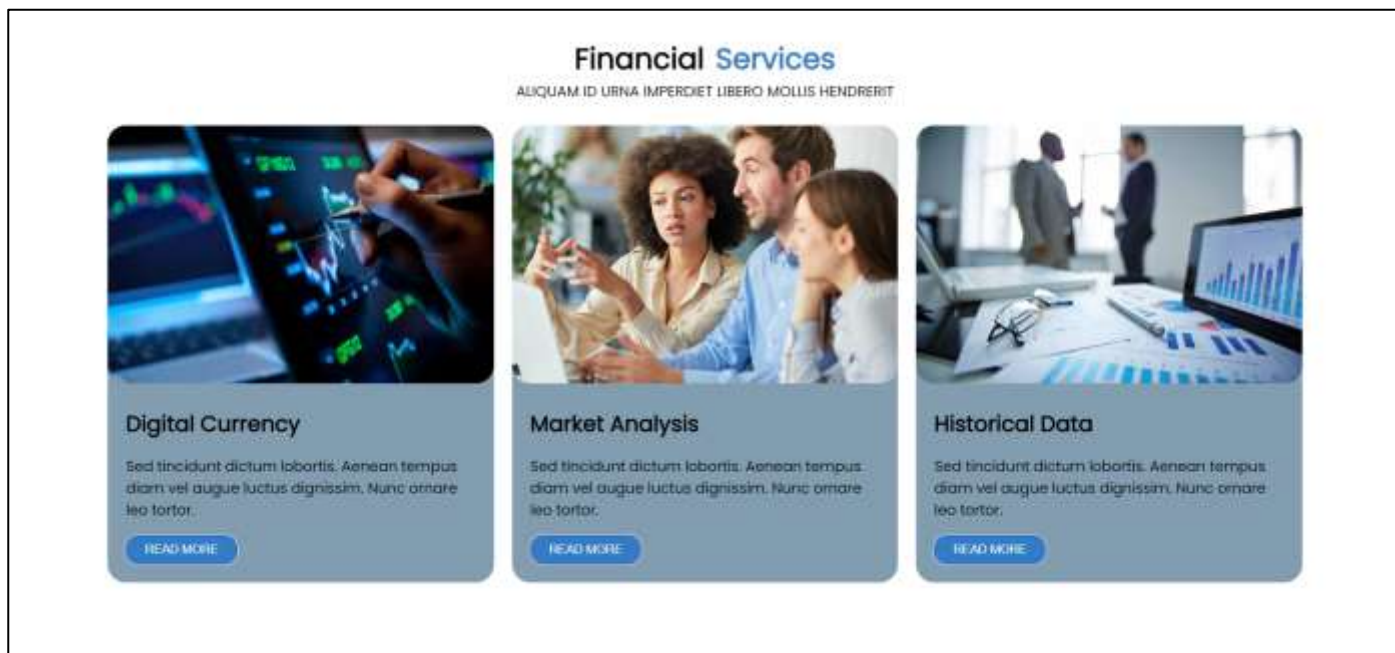 Financial Services
ALIQUAM ID URNA IMPERDIET LIBERO MOLLIS HENDRERIT
Digital Currency
Sed tincidunt dictum lobortis. Aenean tempus
diam vel augue luctus dignissim. Nunc ornare
leo tortor.
READ MORE
Market Analysis
Sed tincidunt dictum lobortis. Aenean tempus
diam vel augue luctus dignissim. Nunc ornare
leo tortor.
READ MORE
Historical Data
Sed tincidunt dictum lobortis. Aenean tempus
diam vel augue luctus dignissim. Nunc ornare
leo tortor.
READ MORE